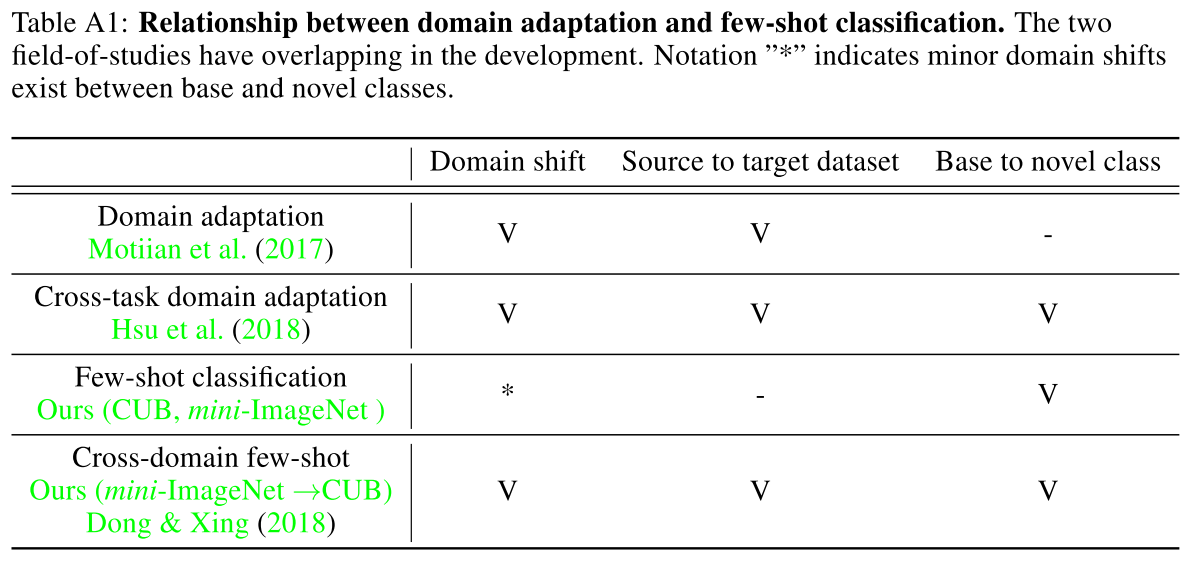 Table A1: Relationship between domain adaptation and few-shot classification. The two
field-of-studies have overlapping in the development. Notation ”*” indicates minor domain shifts
exist between base and novel classes.
Domain shift Source to target dataset Base to novel class
Domain adaptation
Motiian et al. (2017)
V V -
Cross-task domain adaptation
Hsu et al. (2018)
V V V
Few-shot classification
Ours (CUB, mini-ImageNet )
* - V
Cross-domain few-shot
Ours (mini-ImageNet →CUB)
Dong & Xing (2018)
V V V